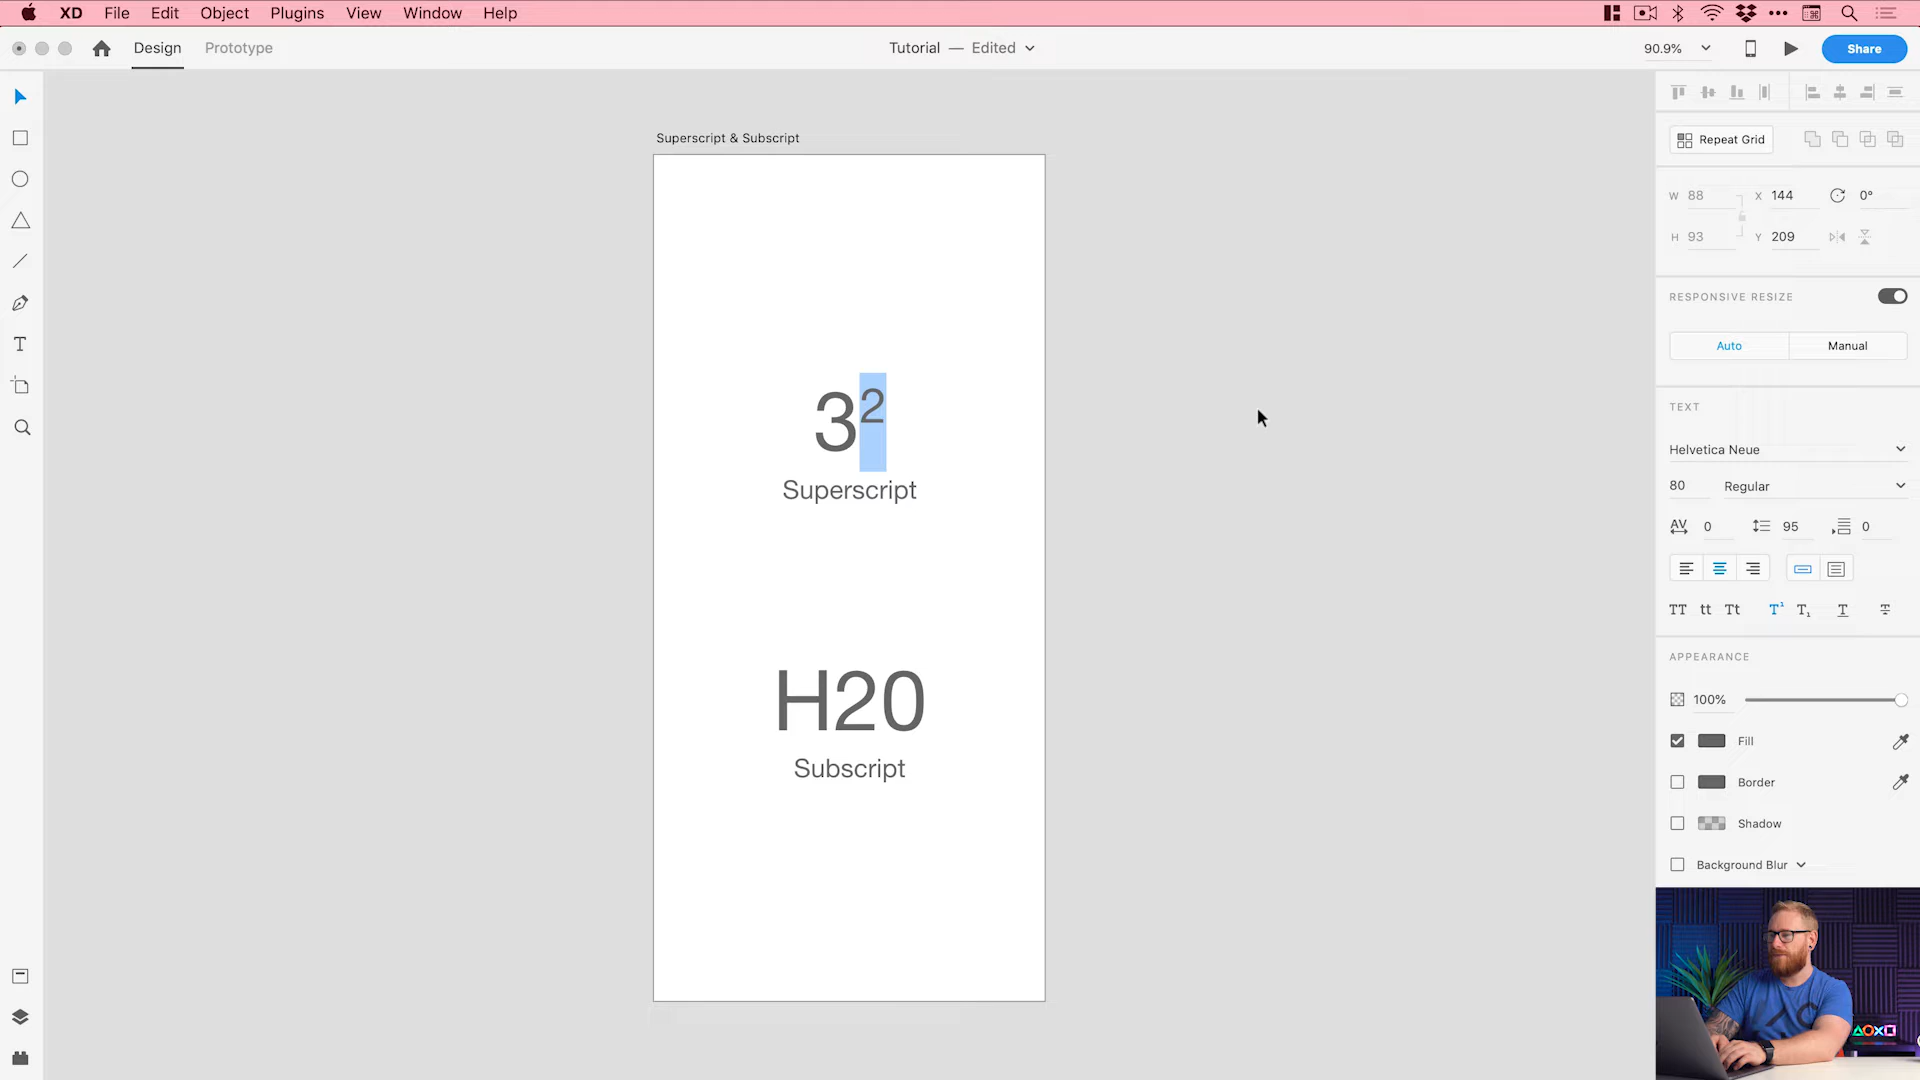 XD File Edit Object Plugins View Window Help
Design Prototype Tutorial — Edited 90.9% Share
Superscript & Subscript
Repeat Grid
W 88 X 144 0°
H 93 Y 209
RESPONSIVE RESIZE
Auto Manual
TEXT
Helvetica Neue
80 Regular
AV 0 95 0
TT tt Tt T¹ T₁ T T
APPEARANCE
100%
Fill
Border
Shadow
Background Blur
3²
Superscript
H20
Subscript